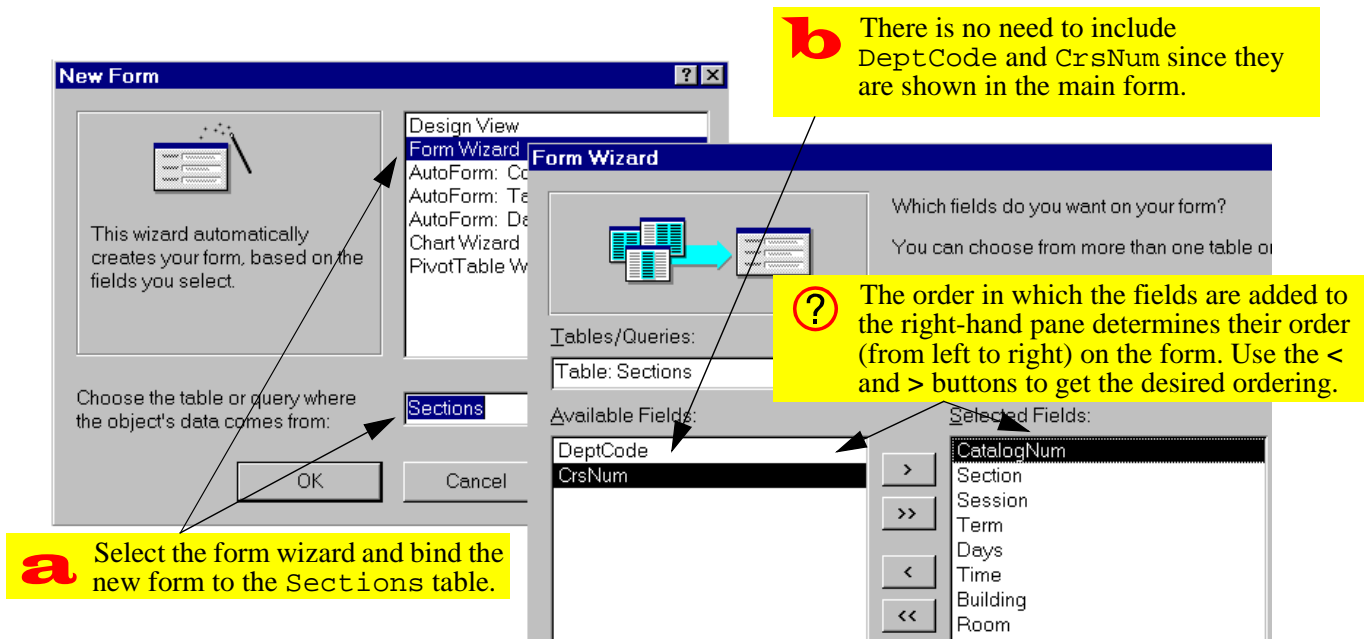 b
There is no need to include
DeptCode and CrsNum since they
are shown in the main form.
New Form
Design View
Form Wizard
AutoForm: Co
AutoForm: Ta
AutoForm: Da
Chart Wizard
PivotTable W
This wizard automatically
creates your form, based on the
fields you select.
Choose the table or query where
the object's data comes from:
Sections
OK
Cancel
Form Wizard
Which fields do you want on your form?
You can choose from more than one table or
?
The order in which the fields are added to
the right-hand pane determines their order
(from left to right) on the form. Use the <
and > buttons to get the desired ordering.
Tables/Queries:
Table: Sections
Available Fields:
DeptCode
CrsNum
>
>>
<
<<
Selected Fields:
CatalogNum
Section
Session
Term
Days
Time
Building
Room
a
Select the form wizard and bind the
new form to the Sections table.